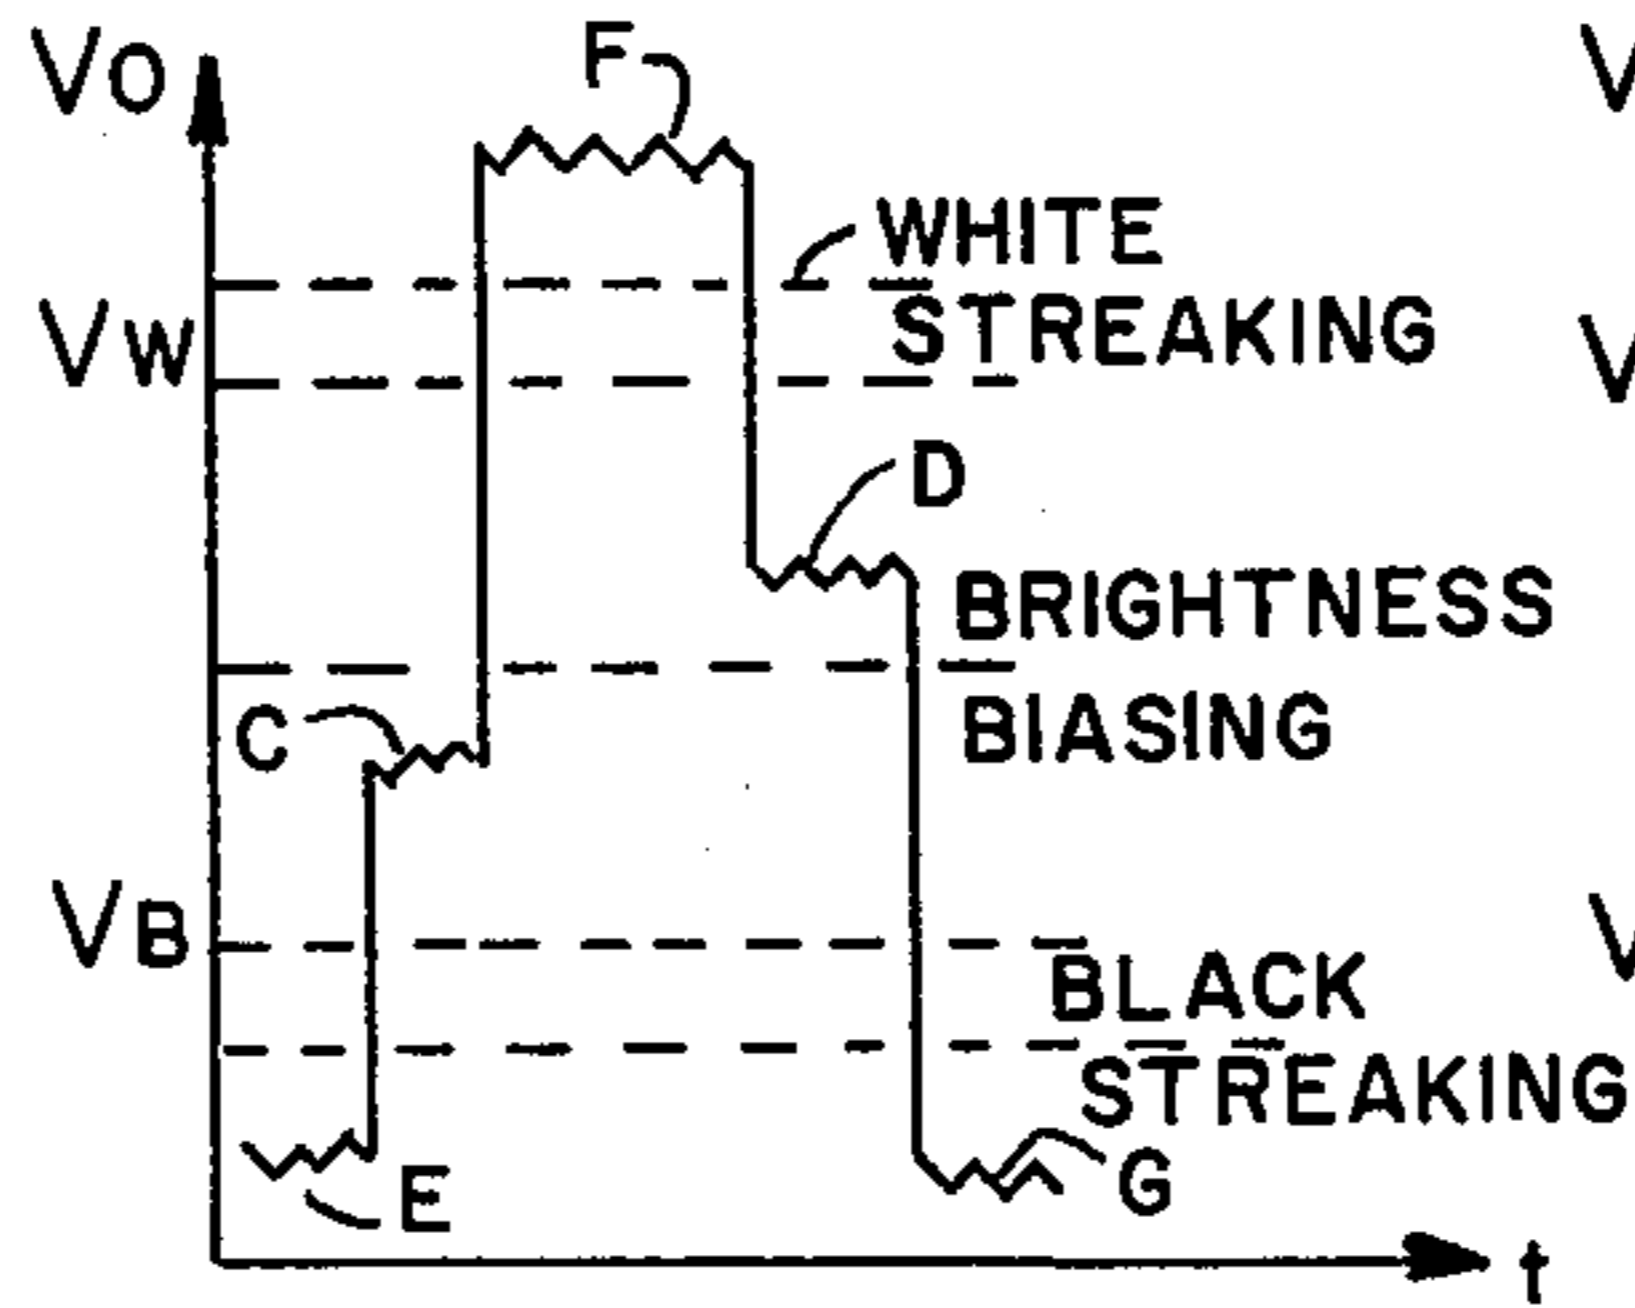 VO
F
V
WHITE
STREAKING
VW
V
D
BRIGHTNESS
BIASING
C
VB
V
BLACK
STREAKING
E
G
t